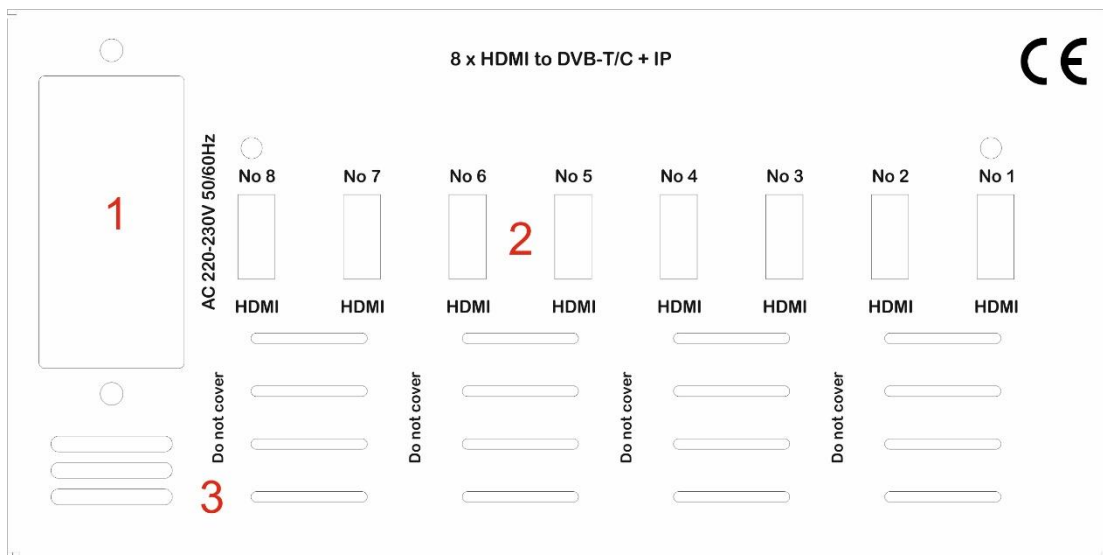 8 x HDMI to DVB-T/C + IP
CE
AC 220-230V 50/60Hz
No 8 No 7 No 6 No 5 No 4 No 3 No 2 No 1
1
2
HDMI HDMI HDMI HDMI HDMI HDMI HDMI HDMI
Do not cover Do not cover Do not cover Do not cover
3